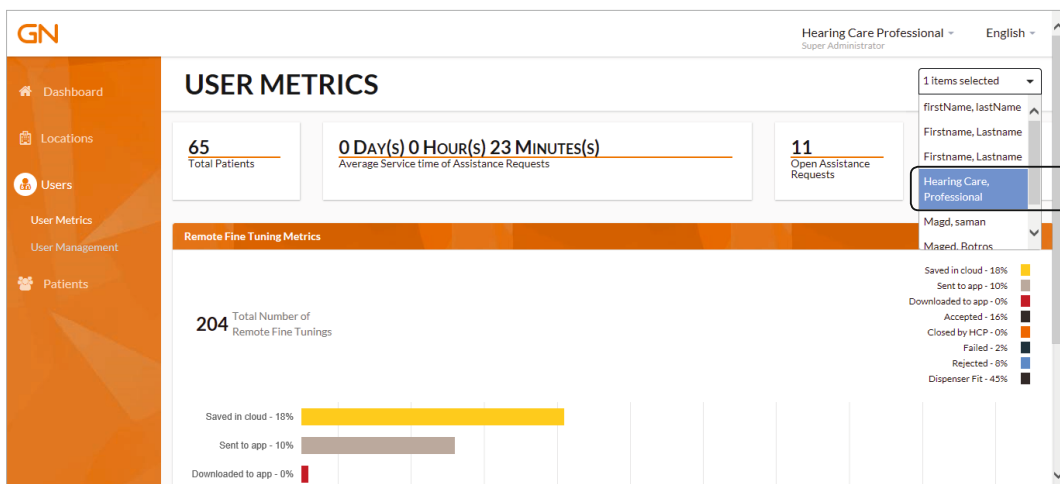 GN
Hearing Care Professional
English
Super Administrator
Dashboard
Locations
Users
User Metrics
User Management
Patients
USER METRICS
1 items selected
firstName, lastName
Firstname, Lastname
Firstname, Lastname
Hearing Care,
Professional
Magd, saman
Maged, Botros
65
Total Patients
0 DAY(S) 0 HOUR(S) 23 MINUTES(S)
Average Service time of Assistance Requests
11
Open Assistance
Requests
Remote Fine Tuning Metrics
204 Total Number of
Remote Fine Tunings
Saved in cloud - 18%
Sent to app - 10%
Downloaded to app - 0%
Accepted - 16%
Closed by HCP - 0%
Failed - 2%
Rejected - 8%
Dispenser Fit - 45%
Saved in cloud - 18%
Sent to app - 10%
Downloaded to app - 0%